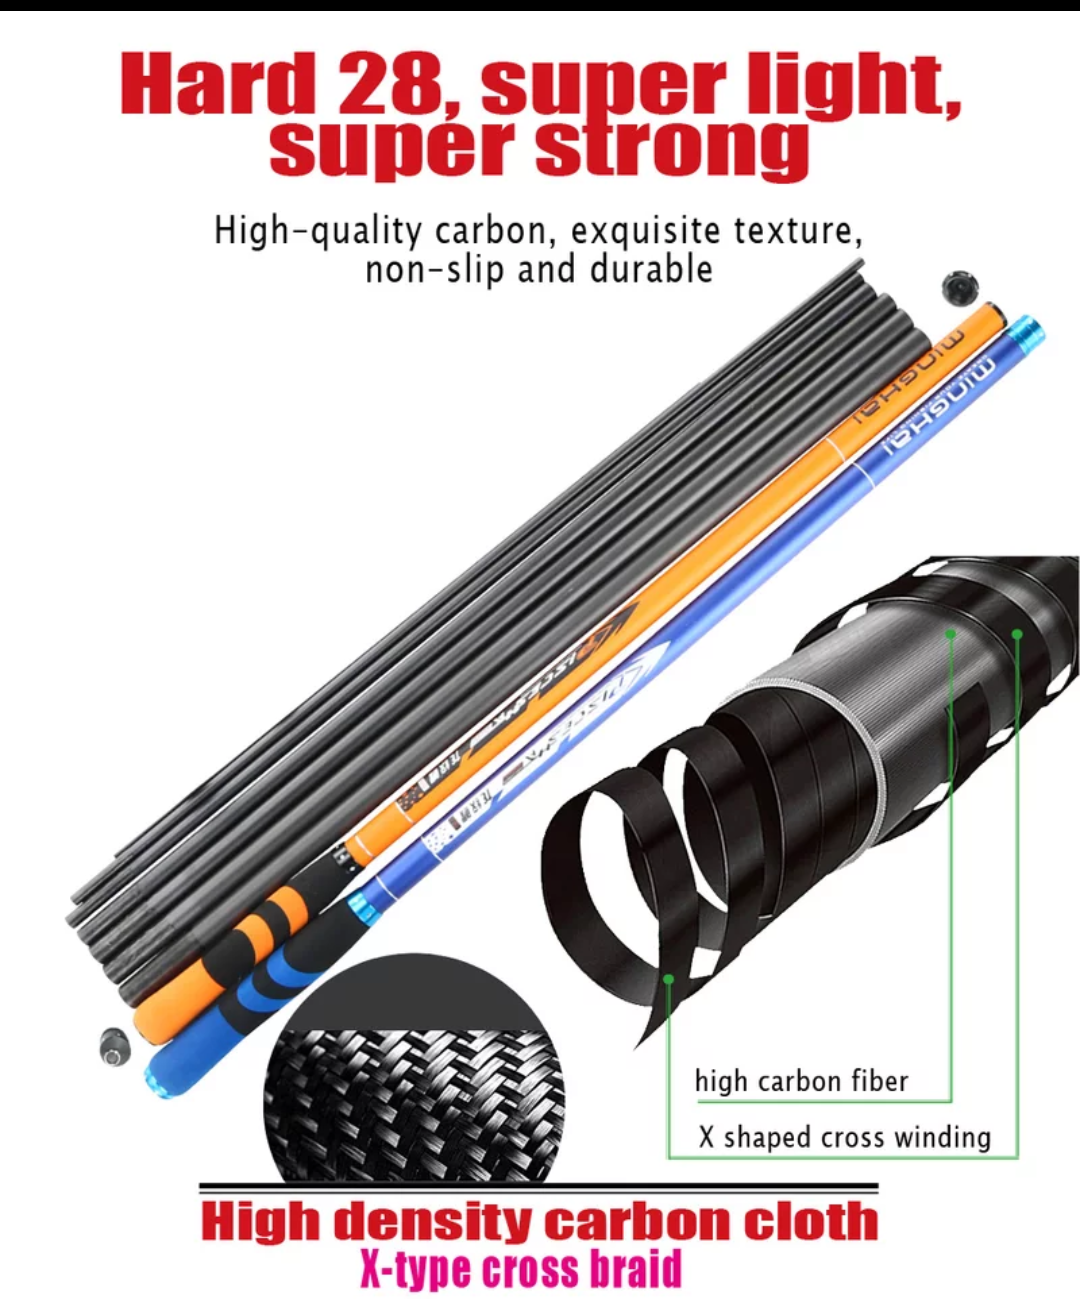 Hard 28, super light,
super strong
High-quality carbon, exquisite texture,
non-slip and durable
MINGHAI
MINGHAI
high carbon fiber
X shaped cross winding
High density carbon cloth
X-type cross braid